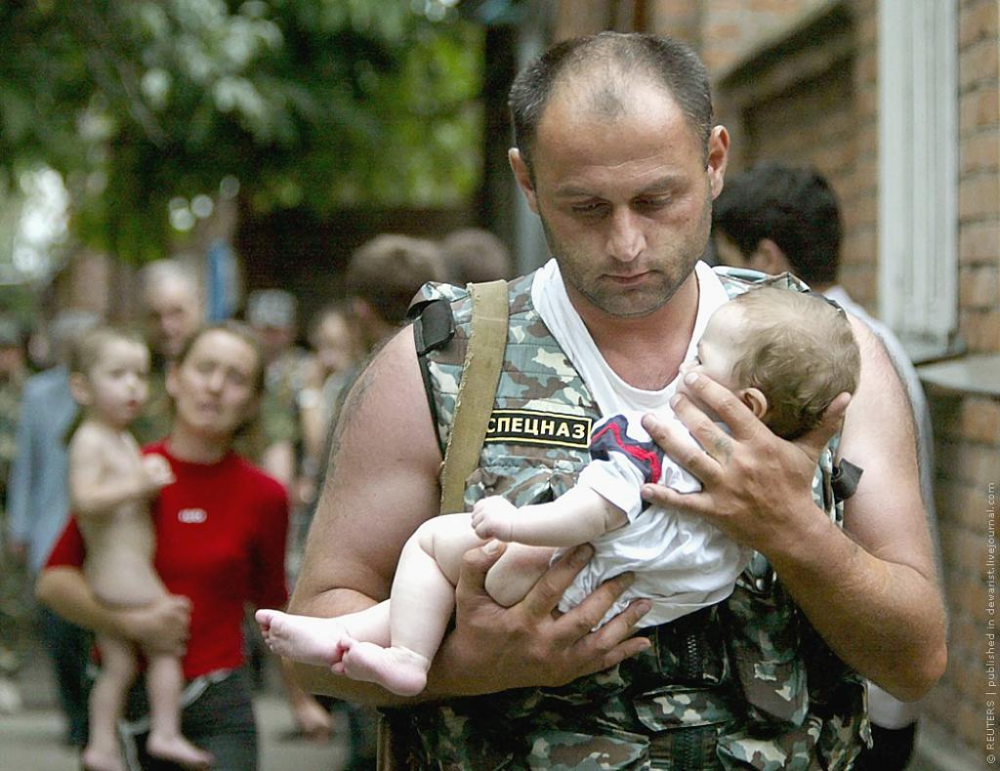 СПЕЦНАЗ
© REUTERS | published in dewarist.livejournal.com